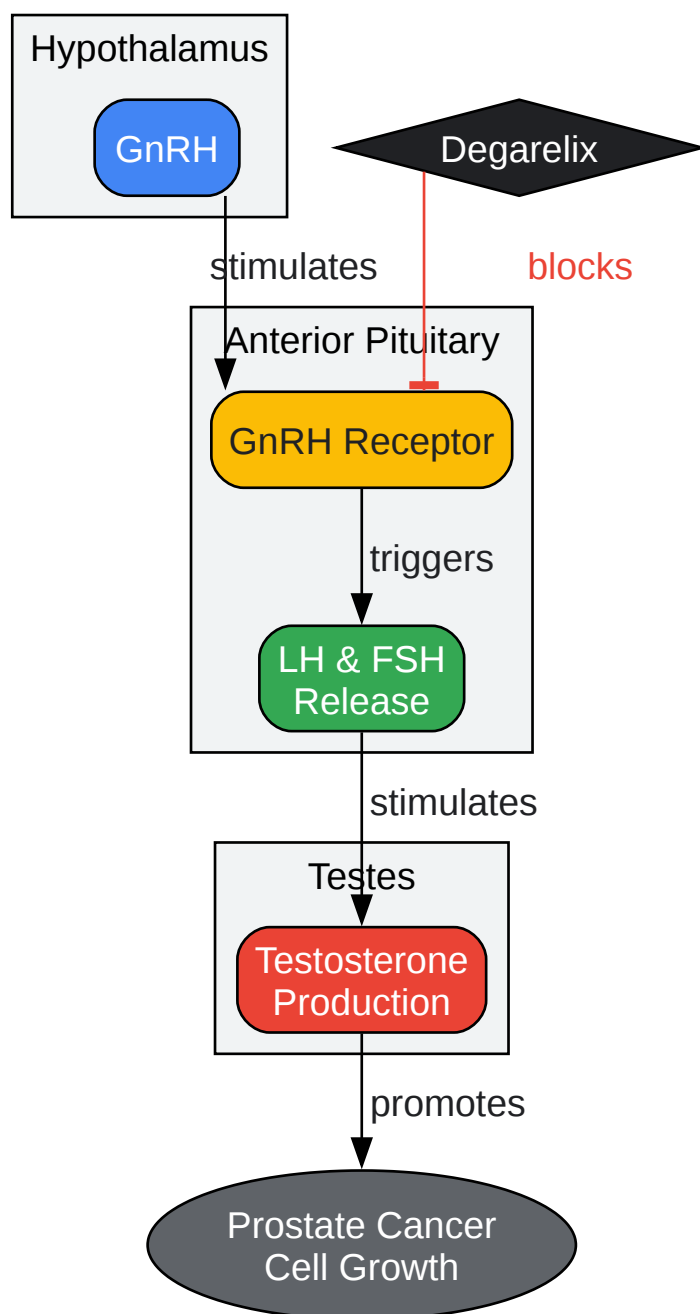 Hypothalamus
GnRH
Degarelix
stimulates
blocks
Anterior Pituitary
GnRH Receptor
triggers
LH & FSH
Release
stimulates
Testes
Testosterone
Production
promotes
Prostate Cancer
Cell Growth